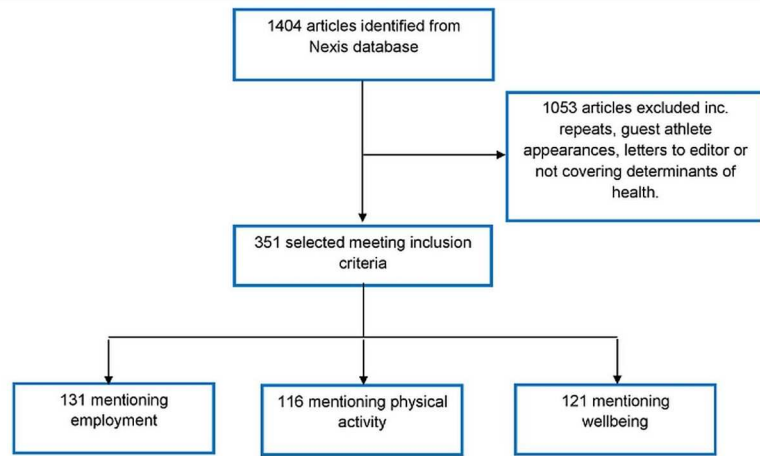 1404 articles identified from
Nexis database
1053 articles excluded inc.
repeats, guest athlete
appearances, letters to editor or
not covering determinants of
health.
351 selected meeting inclusion
criteria
131 mentioning
employment
116 mentioning physical
activity
121 mentioning
wellbeing